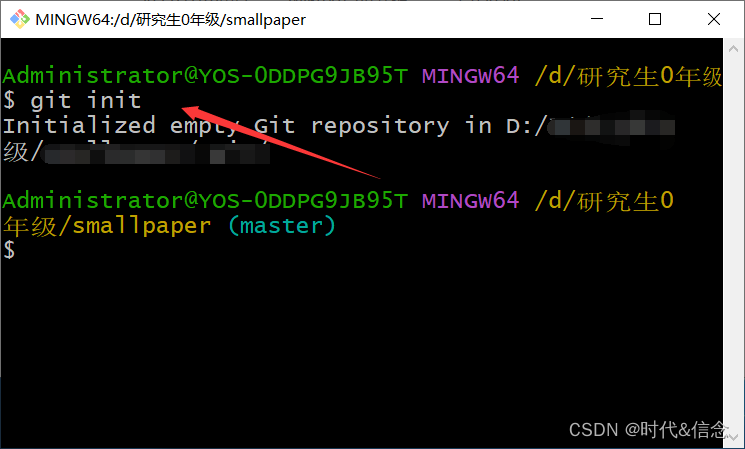 MINGW64:/d/研究生0年级/smallpaper
Administrator@YOS-0DDPG9JB95T MINGW64 /d/研究生0年级
$ git init
Initialized empty Git repository in D:/
级/
Administrator@YOS-0DDPG9JB95T MINGW64 /d/研究生0
年级/smallpaper (master)
$
CSDN @时代&信念